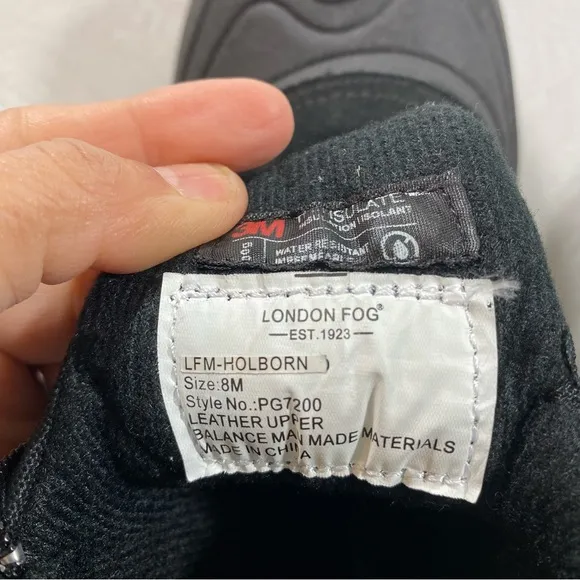 3M
INSULATION ISOLANT
WATER RESISTANT
LONDON FOG®
EST. 1923
LFM-HOLBORN
Size:8M
Style No.:PG7200
LEATHER UPPER
BALANCE MAN MADE MATERIALS
MADE IN CHINA